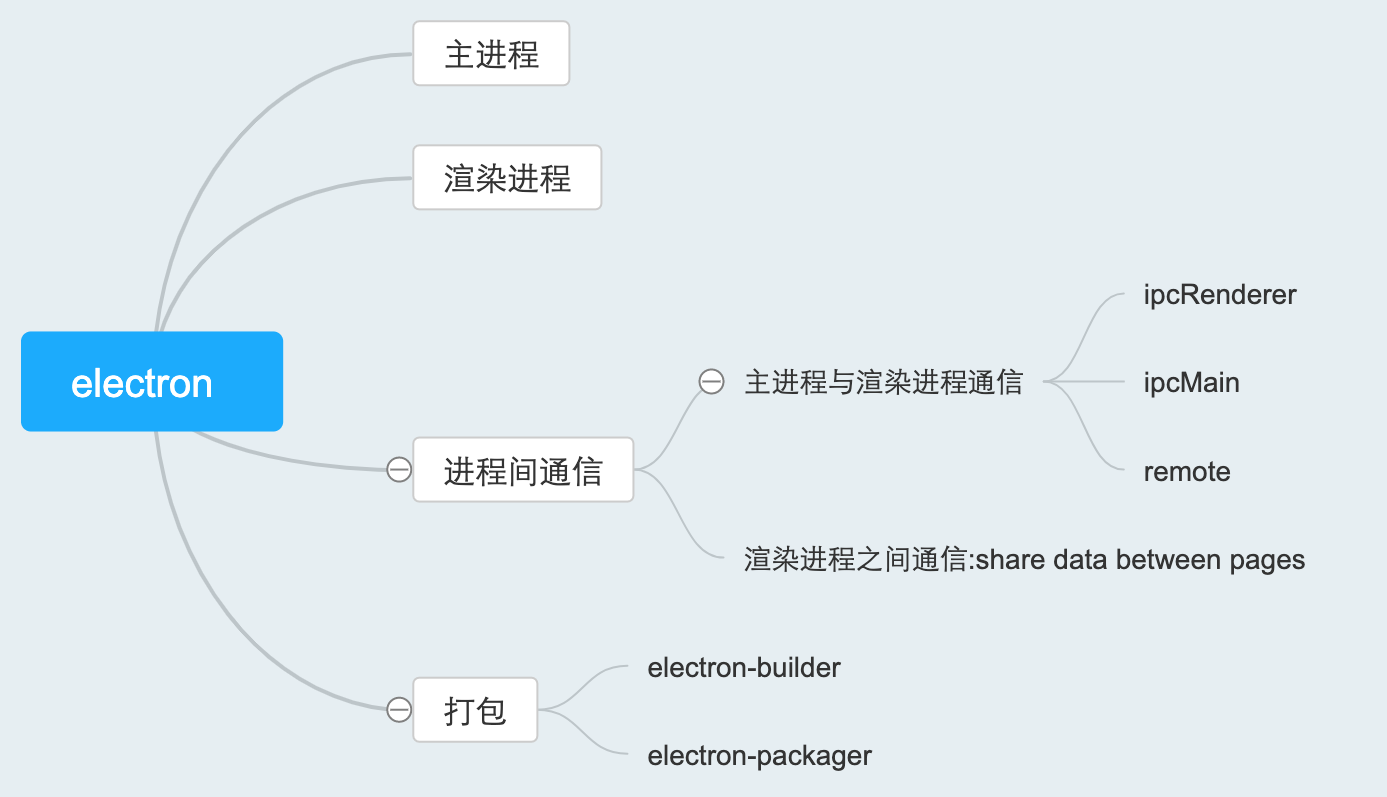 electron
主进程
渲染进程
进程间通信
主进程与渲染进程通信
ipcRenderer
ipcMain
remote
渲染进程之间通信:share data between pages
打包
electron-builder
electron-packager